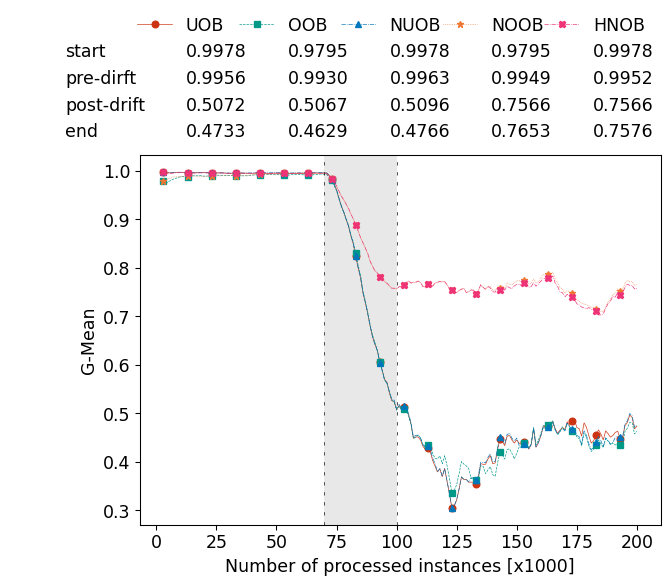 UOB OOB NUOB NOOB HNOB
start 0.9978 0.9795 0.9978 0.9795 0.9978
pre-dirft 0.9956 0.9930 0.9963 0.9949 0.9952
post-drift 0.5072 0.5067 0.5096 0.7566 0.7566
end 0.4733 0.4629 0.4766 0.7653 0.7576
1.0
0.9
0.8
0.7
0.6
0.5
0.4
0.3
G-Mean
0 25 50 75 100 125 150 175 200
Number of processed instances [x1000]